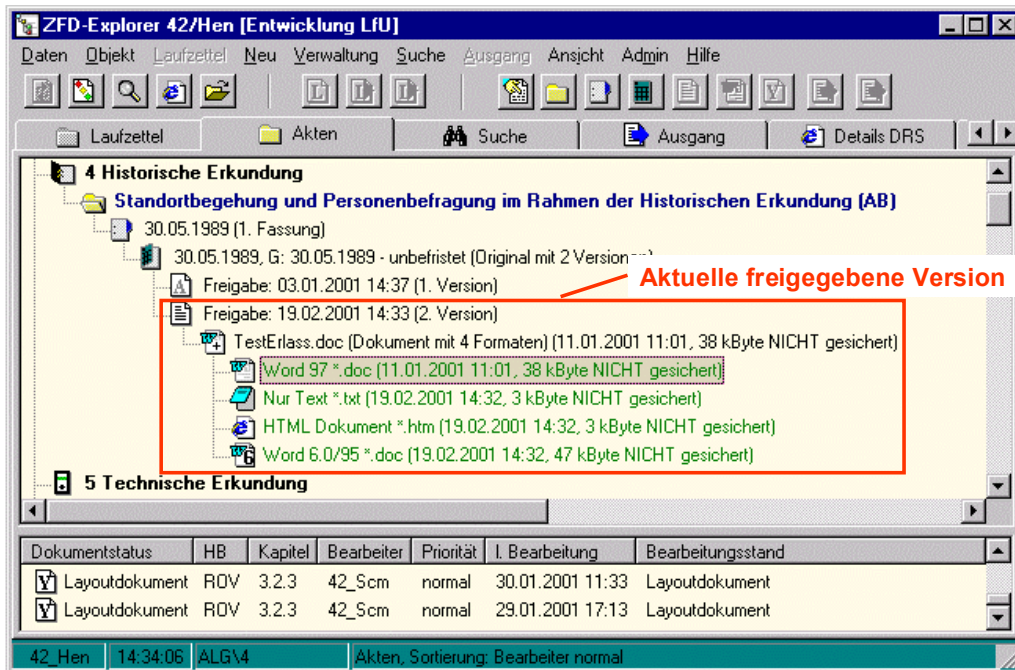 ZFD-Explorer 42/Hen [Entwicklung LfU]
Daten Objekt Laufzettel Neu Verwaltung Suche Ausgang Ansicht Admin Hilfe
Laufzettel Akten Suche Ausgang Details DRS
4 Historische Erkundung
Standortbegehung und Personenbefragung im Rahmen der Historischen Erkundung (AB)
30.05.1989 (1. Fassung)
30.05.1989, G: 30.05.1989 - unbefristet (Original mit 2 Versionen)
Aktuelle freigegebene Version
Freigabe: 03.01.2001 14:37 (1. Version)
Freigabe: 19.02.2001 14:33 (2. Version)
TestErlass.doc (Dokument mit 4 Formaten) (11.01.2001 11:01, 38 kByte NICHT gesichert)
Word 97 *.doc (11.01.2001 11:01, 38 kByte NICHT gesichert)
Nur Text *.txt (19.02.2001 14:32, 3 kByte NICHT gesichert)
HTML Dokument *.htm (19.02.2001 14:32, 3 kByte NICHT gesichert)
Word 6.0/95 *.doc (19.02.2001 14:32, 47 kByte NICHT gesichert)
5 Technische Erkundung
Dokumentstatus HB Kapitel Bearbeiter Priorität l. Bearbeitung Bearbeitungsstand
Layoutdokument ROV 3.2.3 42_Scm normal 30.01.2001 11:33 Layoutdokument
Layoutdokument ROV 3.2.3 42_Scm normal 29.01.2001 17:13 Layoutdokument
42_Hen 14:34:06 ALG\4 Akten, Sortierung: Bearbeiter normal